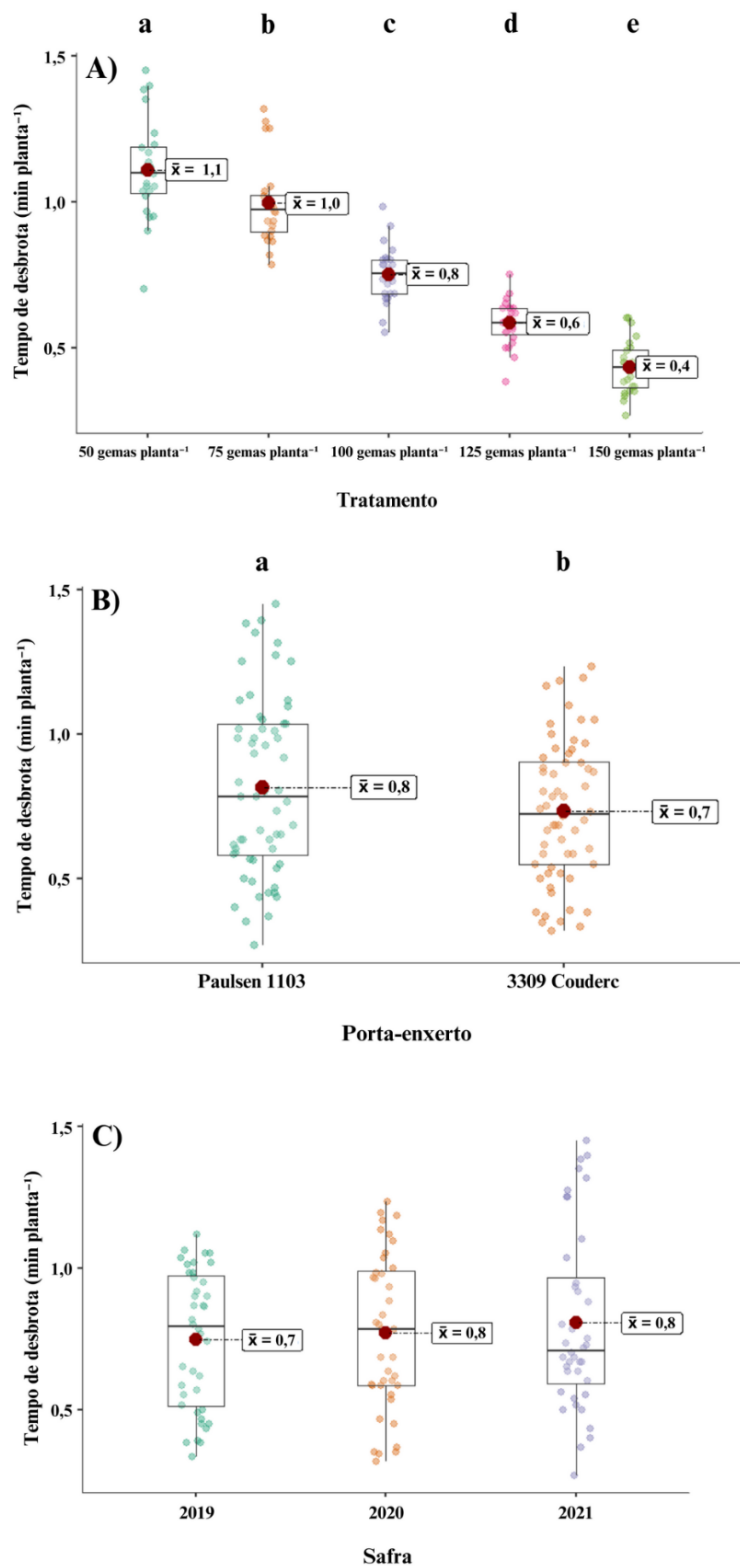 a b c d e
A)
1,5
1,0
0,5
Tempo de desbrota (min planta⁻¹)
x̄ = 1,1
x̄ = 1,0
x̄ = 0,8
x̄ = 0,6
x̄ = 0,4
50 gemas planta⁻¹ 75 gemas planta⁻¹ 100 gemas planta⁻¹ 125 gemas planta⁻¹ 150 gemas planta⁻¹
Tratamento
a b
B)
1,5
1,0
0,5
Tempo de desbrota (min planta⁻¹)
x̄ = 0,8
x̄ = 0,7
Paulsen 1103 3309 Couderc
Porta-enxerto
C)
1,5
1,0
0,5
Tempo de desbrota (min planta⁻¹)
x̄ = 0,7
x̄ = 0,8
x̄ = 0,8
2019 2020 2021
Safra